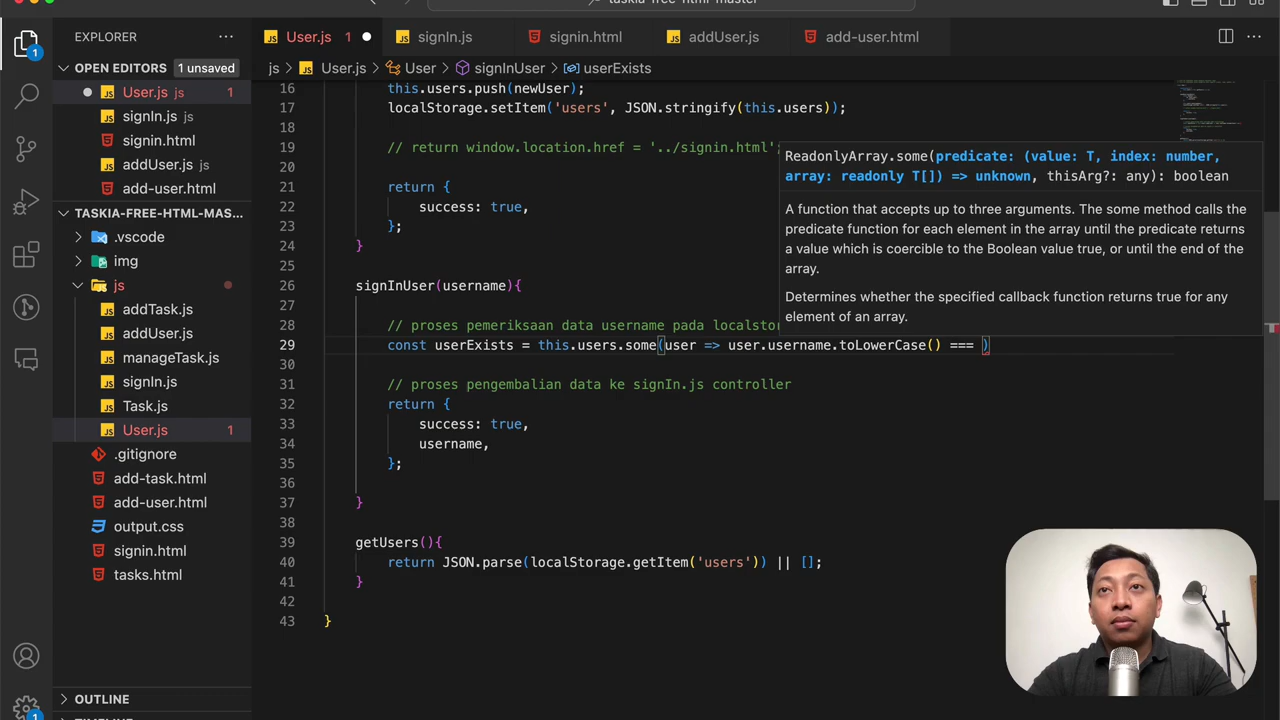 taskia-free-html-master
User.js 1
signIn.js
signin.html
addUser.js
add-user.html
EXPLORER
js > User.js > User > signInUser > userExists
OPEN EDITORS 1 unsaved
User.js js 1
signIn.js js
signin.html
addUser.js js
add-user.html
TASKIA-FREE-HTML-MAS...
.vscode
img
js
addTask.js
addUser.js
manageTask.js
signIn.js
Task.js
User.js 1
.gitignore
add-task.html
add-user.html
output.css
signin.html
tasks.html
OUTLINE
1
1
16 this.users.push(newUser);
17 localStorage.setItem('users', JSON.stringify(this.users));
18
19 // return window.location.href = '../signin.html';
20
21 return {
22 success: true,
23 };
24 }
25
26 signInUser(username){
27
28 // proses pemeriksaan data username pada localsto
29 const userExists = this.users.some(user => user.username.toLowerCase() === )
30
31 // proses pengembalian data ke signIn.js controller
32 return {
33 success: true,
34 username,
35 };
36
37 }
38
39 getUsers(){
40 return JSON.parse(localStorage.getItem('users')) || [];
41 }
42
43 }
ReadonlyArray.some(predicate: (value: T, index: number,
array: readonly T[]) => unknown, thisArg?: any): boolean
A function that accepts up to three arguments. The some method calls the
predicate function for each element in the array until the predicate returns
a value which is coercible to the Boolean value true, or until the end of the
array.
Determines whether the specified callback function returns true for any
element of an array.